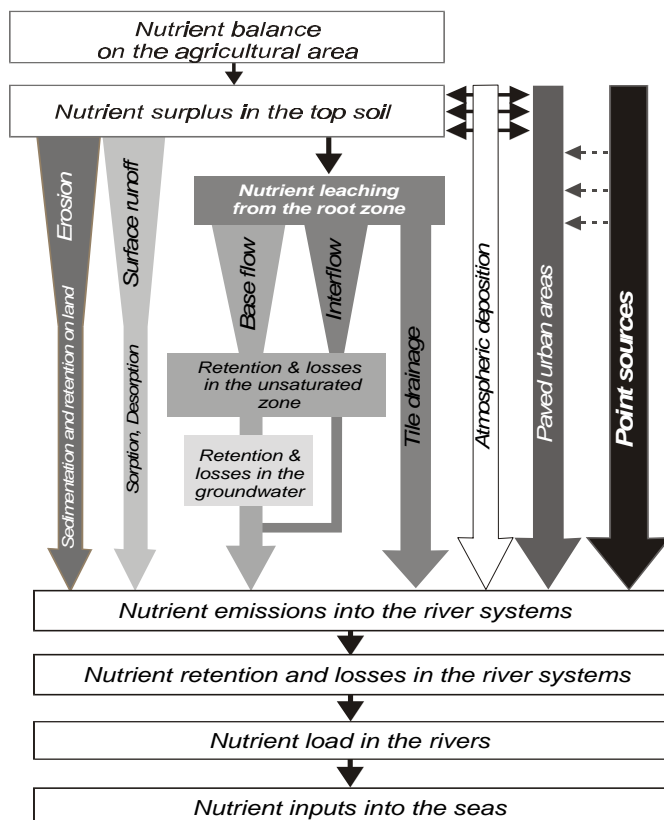 Nutrient balance
on the agricultural area
Nutrient surplus in the top soil
Erosion
Sedimentation and retention on land
Surface runoff
Sorption, Desorption
Nutrient leaching
from the root zone
Base flow
Interflow
Retention & losses
in the unsaturated
zone
Retention &
losses in the
groundwater
Tile drainage
Atmospheric deposition
Paved urban areas
Point sources
Nutrient emissions into the river systems
Nutrient retention and losses in the river systems
Nutrient load in the rivers
Nutrient inputs into the seas